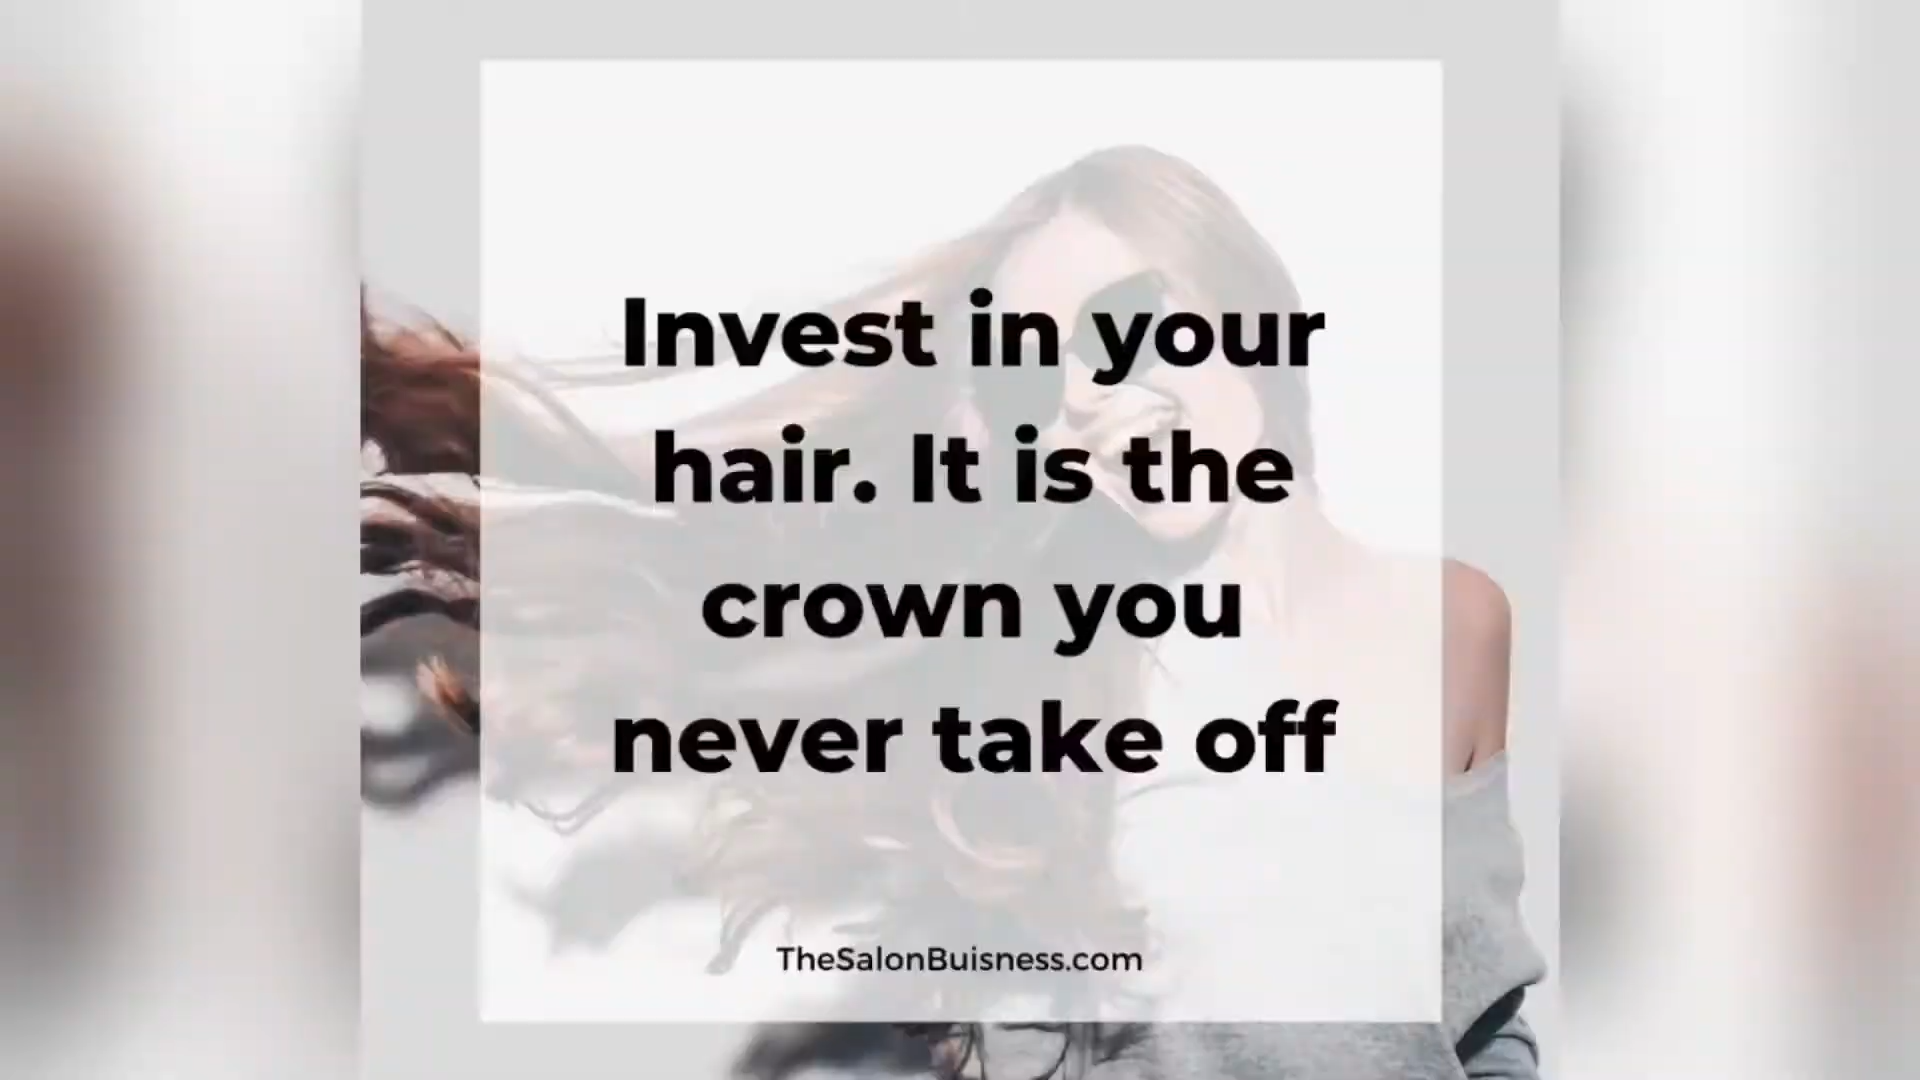 Invest in your
hair. It is the
crown you
never take off
TheSalonBuisness.com